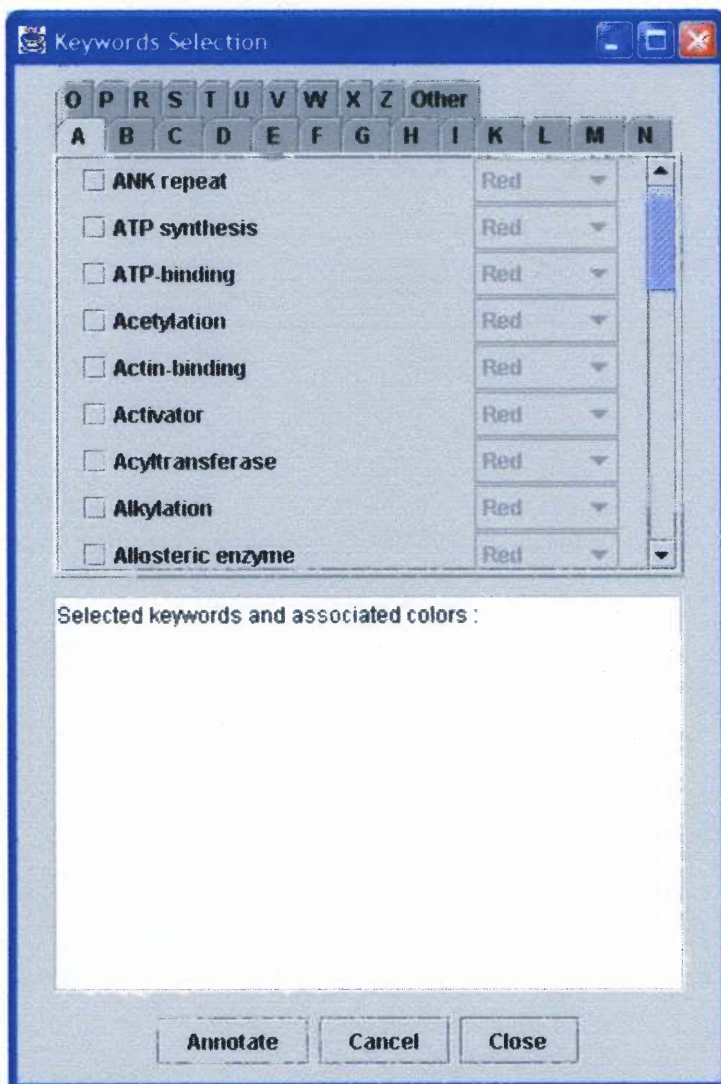 Keywords Selection
O P R S T U V W X Z Other
A B C D E F G H I K L M N
ANK repeat Red
ATP synthesis Red
ATP-binding Red
Acetylation Red
Actin-binding Red
Activator Red
Acyltransferase Red
Alkylation Red
Allosteric enzyme Red
Selected keywords and associated colors :
Annotate Cancel Close